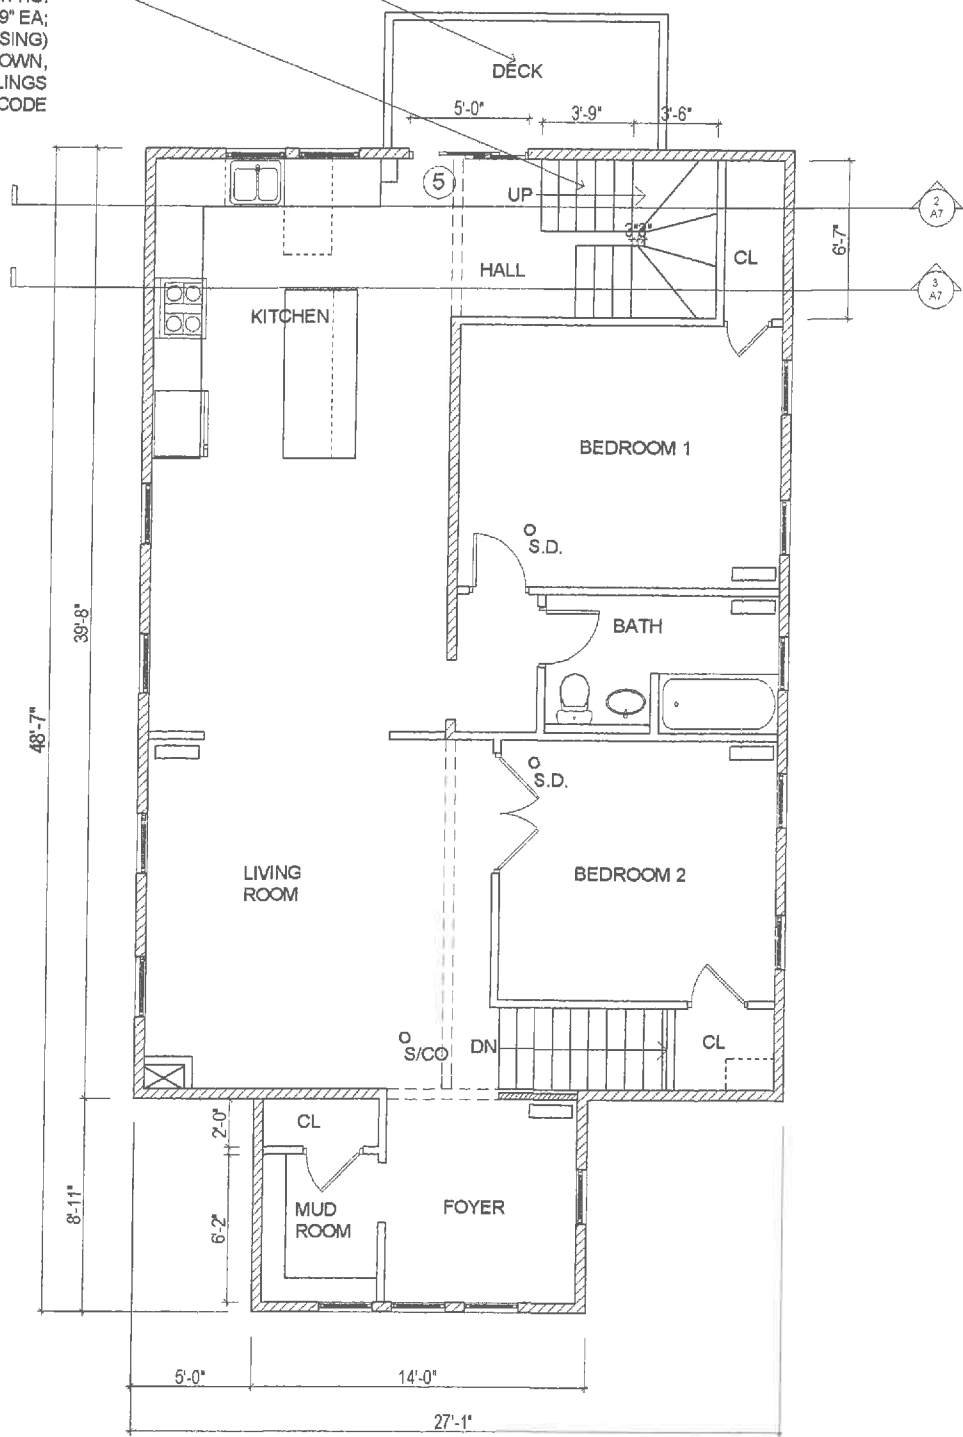 9" EA;
SING)
OWN,
LINGS
CODE
DECK
5'-0"
3'-9"
3'-6"
5
UP
2
A7
6'-7"
HALL
CL
3
A7
KITCHEN
BEDROOM 1
S.D.
39'-8"
BATH
48'-7"
S.D.
LIVING
ROOM
BEDROOM 2
S/CO
DN
CL
2'-0"
CL
8'-11"
6'-2"
MUD
ROOM
FOYER
5'-0"
14'-0"
27'-1"